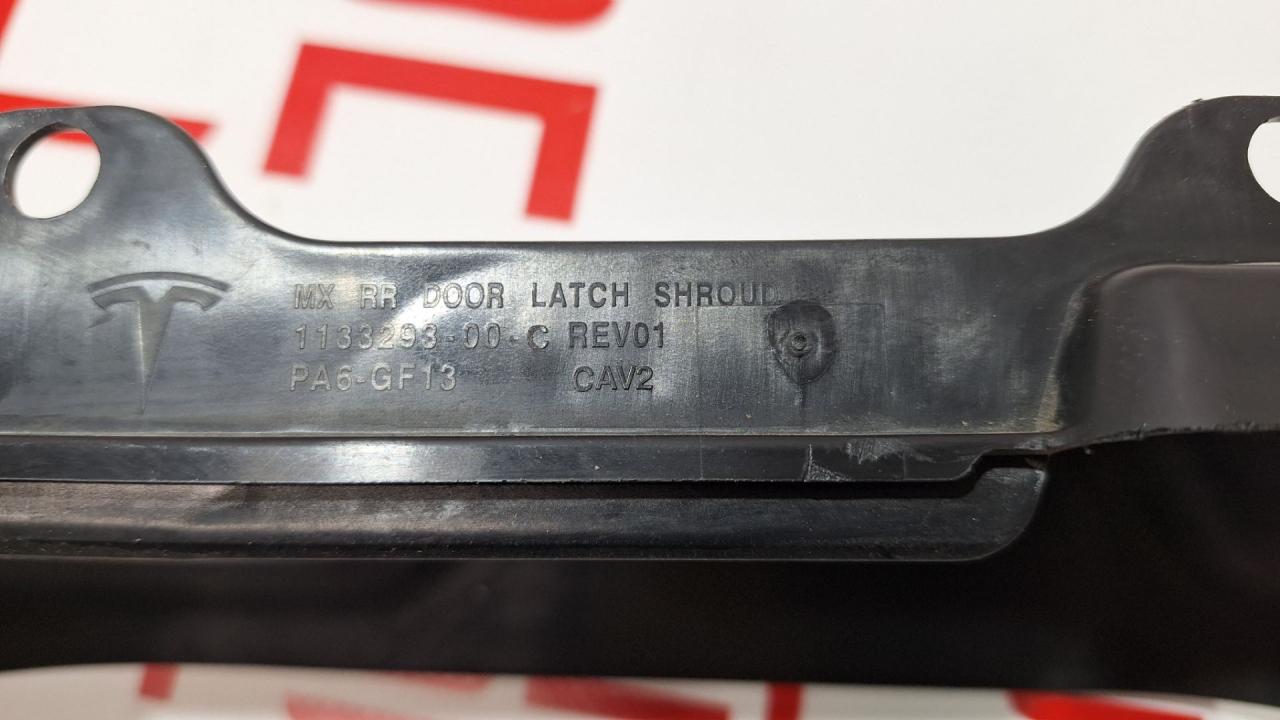 MX RR DOOR LATCH SHROUD
1133293-00-C REV01
PA6-GF13 CAV2